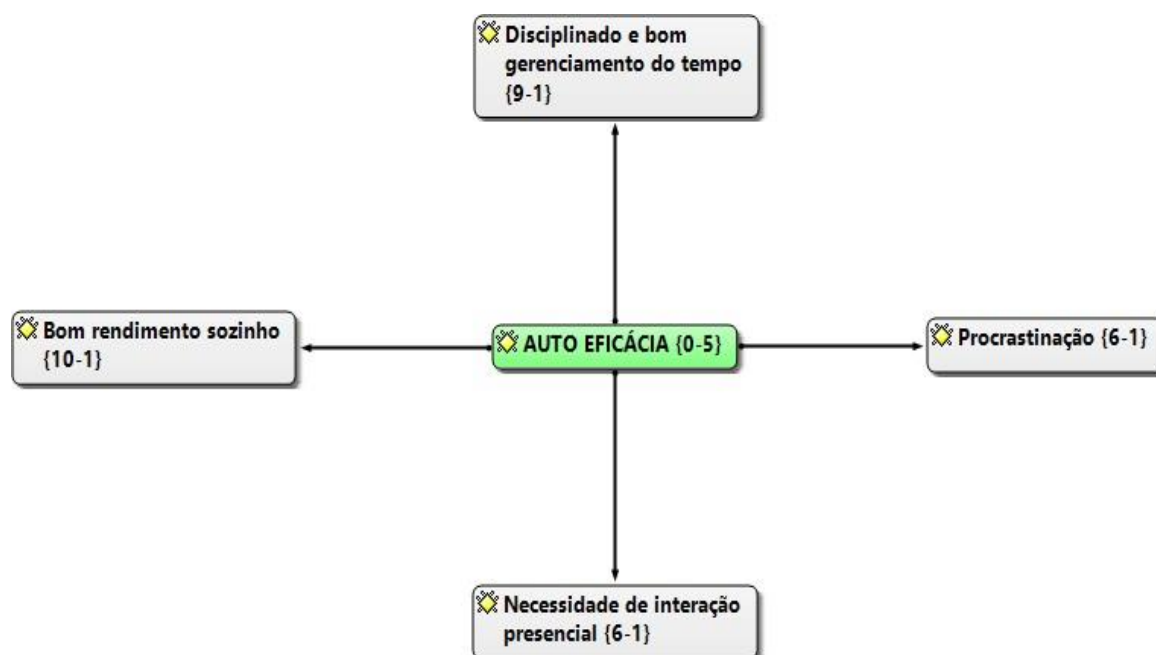 Disciplinado e bom
gerenciamento do tempo
{9-1}
Bom rendimento sozinho
{10-1}
AUTO EFICÁCIA {0-5}
Procrastinação {6-1}
Necessidade de interação
presencial {6-1}